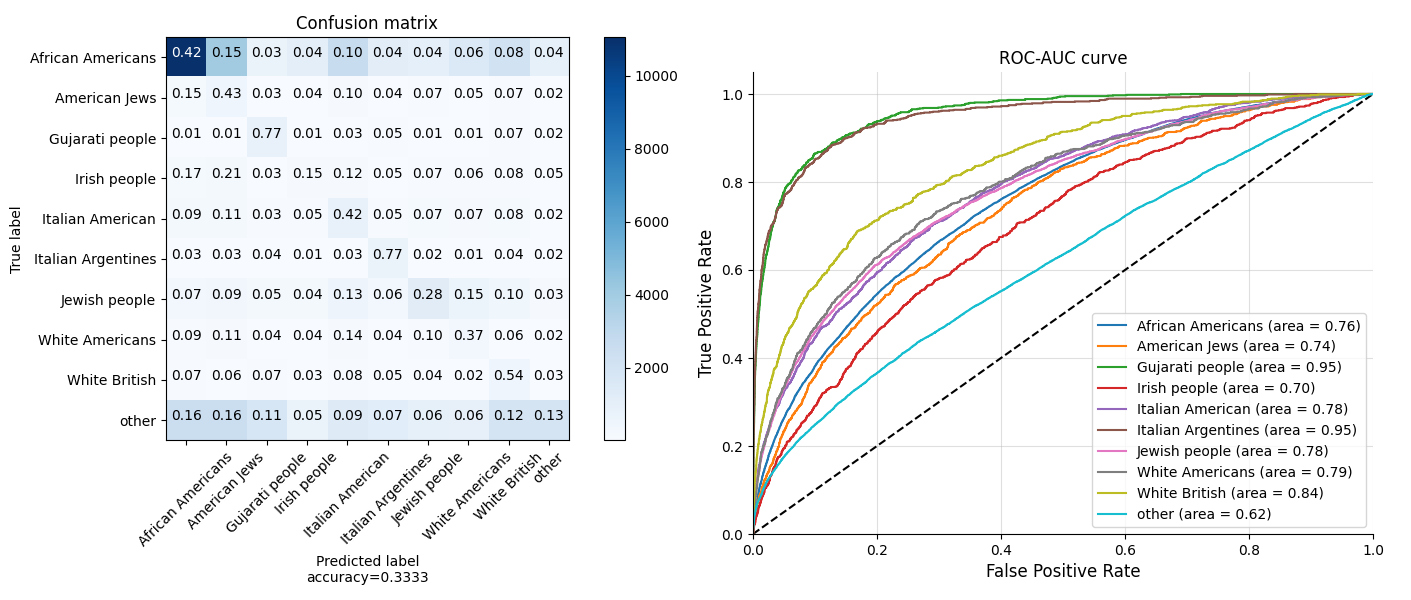 Confusion matrix
African Americans 0.42 0.15 0.03 0.04 0.10 0.04 0.04 0.06 0.08 0.04
American Jews 0.15 0.43 0.03 0.04 0.10 0.04 0.07 0.05 0.07 0.02
Gujarati people 0.01 0.01 0.77 0.01 0.03 0.05 0.01 0.01 0.07 0.02
Irish people 0.17 0.21 0.03 0.15 0.12 0.05 0.07 0.06 0.08 0.05
Italian American 0.09 0.11 0.03 0.05 0.42 0.05 0.07 0.07 0.08 0.02
Italian Argentines 0.03 0.03 0.04 0.01 0.03 0.77 0.02 0.01 0.04 0.02
Jewish people 0.07 0.09 0.05 0.04 0.13 0.06 0.28 0.15 0.10 0.03
White Americans 0.09 0.11 0.04 0.04 0.14 0.04 0.10 0.37 0.06 0.02
White British 0.07 0.06 0.07 0.03 0.08 0.05 0.04 0.02 0.54 0.03
other 0.16 0.16 0.11 0.05 0.09 0.07 0.06 0.06 0.12 0.13
True label
African Americans
American Jews
Gujarati people
Irish people
Italian American
Italian Argentines
Jewish people
White Americans
White British
other
Predicted label
accuracy=0.3333
10000
8000
6000
4000
2000
ROC-AUC curve
True Positive Rate
1.0
0.8
0.6
0.4
0.2
0.0
African Americans (area = 0.76)
American Jews (area = 0.74)
Gujarati people (area = 0.95)
Irish people (area = 0.70)
Italian American (area = 0.78)
Italian Argentines (area = 0.95)
Jewish people (area = 0.78)
White Americans (area = 0.79)
White British (area = 0.84)
other (area = 0.62)
0.0 0.2 0.4 0.6 0.8 1.0
False Positive Rate